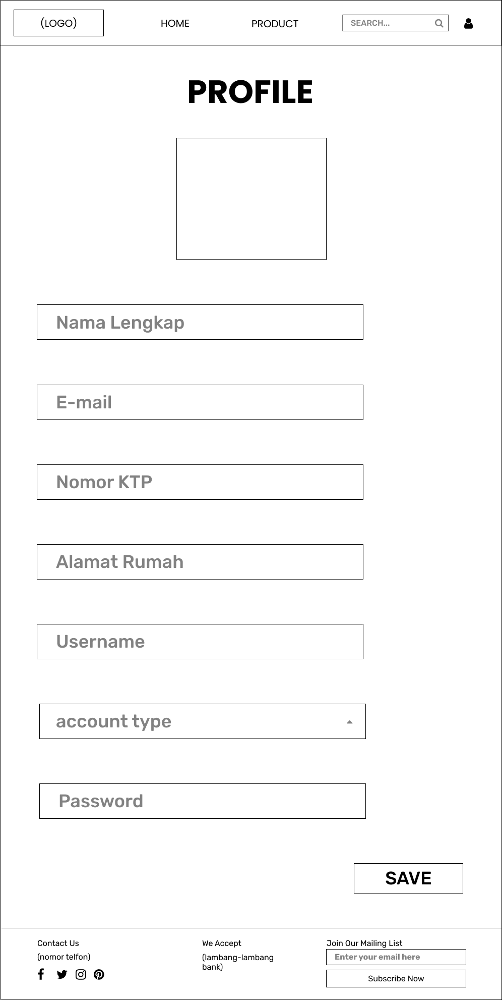 (LOGO)
HOME
PRODUCT
SEARCH...
PROFILE
Nama Lengkap
E-mail
Nomor KTP
Alamat Rumah
Username
account type
Password
SAVE
Contact Us
(nomor telfon)
We Accept
(lambang-lambang
bank)
Join Our Mailing List
Enter your email here
Subscribe Now